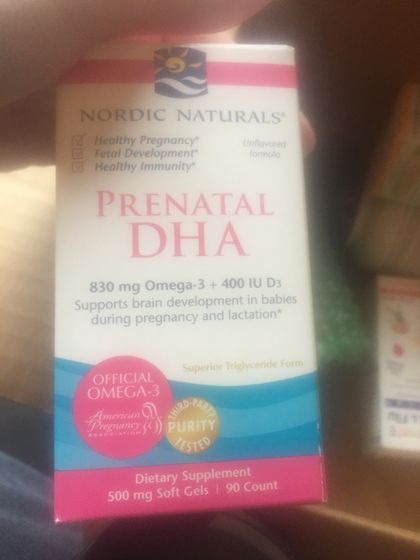 NORDIC NATURALS®
Healthy Pregnancy*
Fetal Development*
Healthy Immunity*
Unflavored
formula
PRENATAL
DHA
830 mg Omega-3 + 400 IU D3
Supports brain development in babies
during pregnancy and lactation*
Superior Triglyceride Form
OFFICIAL
OMEGA-3
American
Pregnancy
ASSOCIATION
THIRD-PARTY
PURITY
TESTED
Dietary Supplement
500 mg Soft Gels | 90 Count